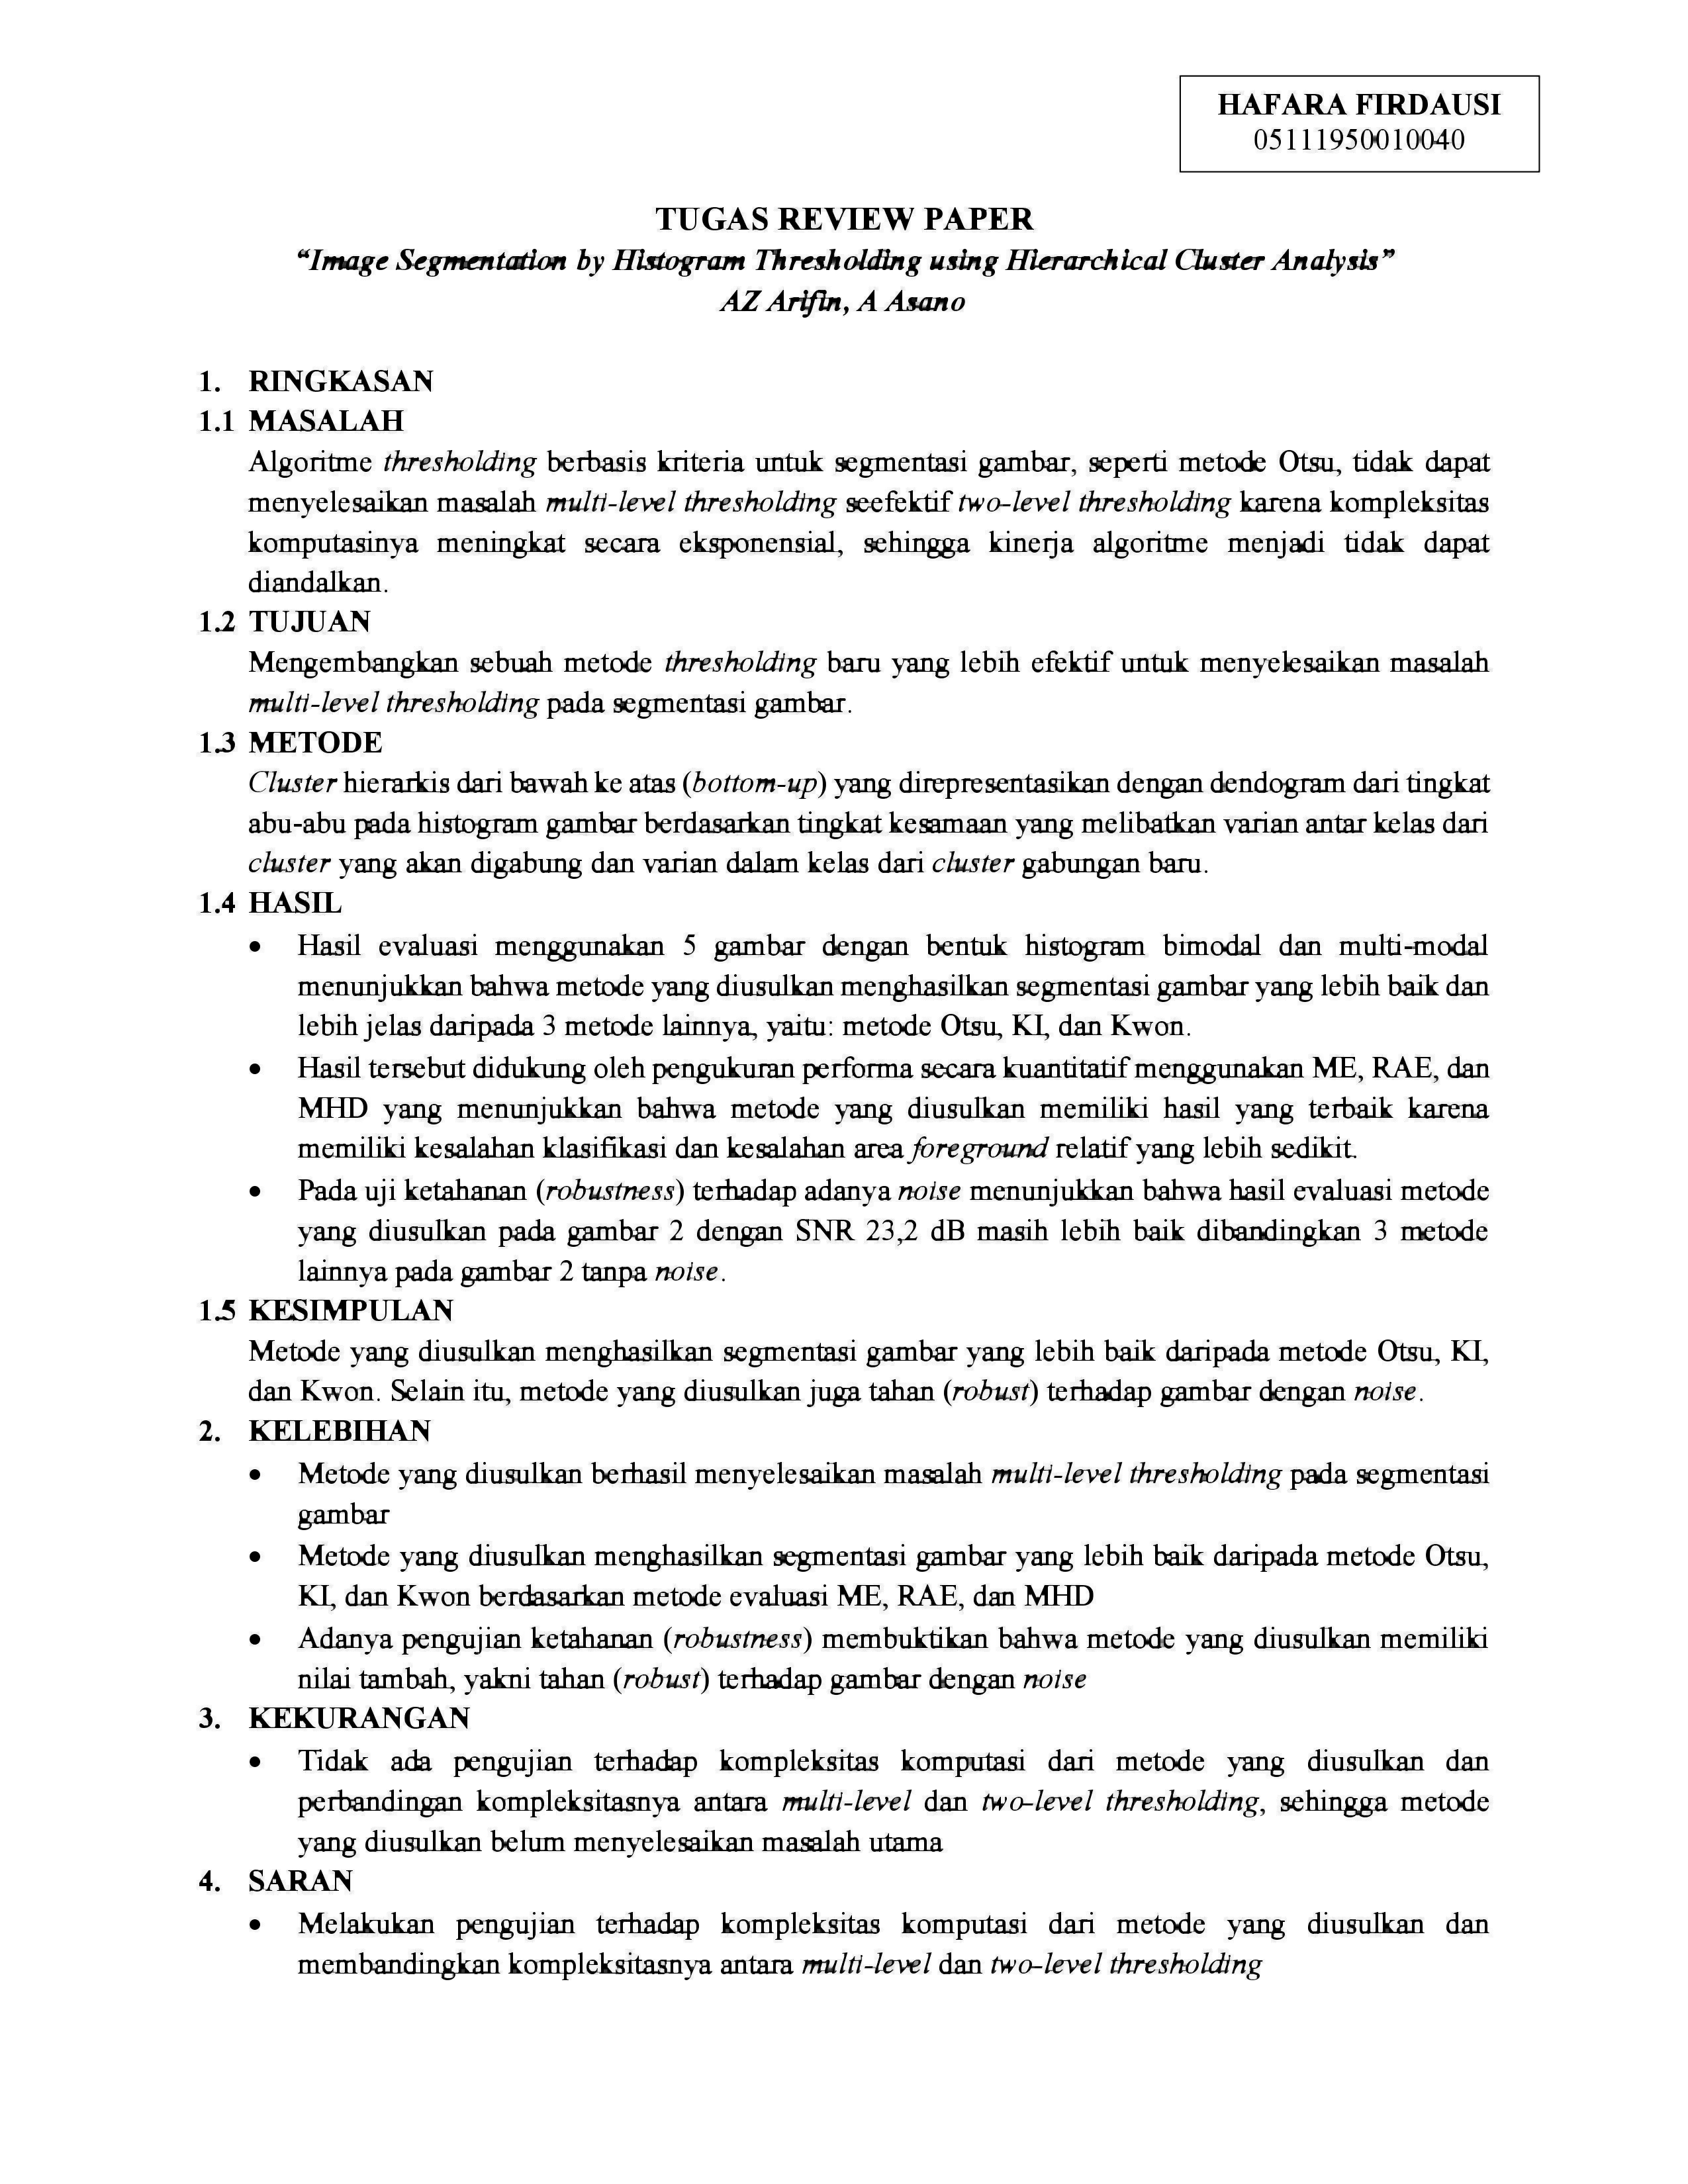 HAFARA FIRDAUSI
05111950010040
TUGAS REVIEW PAPER
“Image Segmentation by Histogram Thresholding using Hierarchical Cluster Analysis”
AZ Arifin, A Asano
1. RINGKASAN
1.1 MASALAH
Algoritme thresholding berbasis kriteria untuk segmentasi gambar, seperti metode Otsu, tidak dapat
menyelesaikan masalah multi-level thresholding seefektif two-level thresholding karena kompleksitas
komputasinya meningkat secara eksponensial, sehingga kinerja algoritme menjadi tidak dapat
diandalkan.
1.2 TUJUAN
Mengembangkan sebuah metode thresholding baru yang lebih efektif untuk menyelesaikan masalah
multi-level thresholding pada segmentasi gambar.
1.3 METODE
Cluster hierarkis dari bawah ke atas (bottom-up) yang direpresentasikan dengan dendogram dari tingkat
abu-abu pada histogram gambar berdasarkan tingkat kesamaan yang melibatkan varian antar kelas dari
cluster yang akan digabung dan varian dalam kelas dari cluster gabungan baru.
1.4 HASIL
• Hasil evaluasi menggunakan 5 gambar dengan bentuk histogram bimodal dan multi-modal
menunjukkan bahwa metode yang diusulkan menghasilkan segmentasi gambar yang lebih baik dan
lebih jelas daripada 3 metode lainnya, yaitu: metode Otsu, KI, dan Kwon.
• Hasil tersebut didukung oleh pengukuran performa secara kuantitatif menggunakan ME, RAE, dan
MHD yang menunjukkan bahwa metode yang diusulkan memiliki hasil yang terbaik karena
memiliki kesalahan klasifikasi dan kesalahan area foreground relatif yang lebih sedikit.
• Pada uji ketahanan (robustness) terhadap adanya noise menunjukkan bahwa hasil evaluasi metode
yang diusulkan pada gambar 2 dengan SNR 23,2 dB masih lebih baik dibandingkan 3 metode
lainnya pada gambar 2 tanpa noise.
1.5 KESIMPULAN
Metode yang diusulkan menghasilkan segmentasi gambar yang lebih baik daripada metode Otsu, KI,
dan Kwon. Selain itu, metode yang diusulkan juga tahan (robust) terhadap gambar dengan noise.
2. KELEBIHAN
• Metode yang diusulkan berhasil menyelesaikan masalah multi-level thresholding pada segmentasi
gambar
• Metode yang diusulkan menghasilkan segmentasi gambar yang lebih baik daripada metode Otsu,
KI, dan Kwon berdasarkan metode evaluasi ME, RAE, dan MHD
• Adanya pengujian ketahanan (robustness) membuktikan bahwa metode yang diusulkan memiliki
nilai tambah, yakni tahan (robust) terhadap gambar dengan noise
3. KEKURANGAN
• Tidak ada pengujian terhadap kompleksitas komputasi dari metode yang diusulkan dan
perbandingan kompleksitasnya antara multi-level dan two-level thresholding, sehingga metode
yang diusulkan belum menyelesaikan masalah utama
4. SARAN
• Melakukan pengujian terhadap kompleksitas komputasi dari metode yang diusulkan dan
membandingkan kompleksitasnya antara multi-level dan two-level thresholding